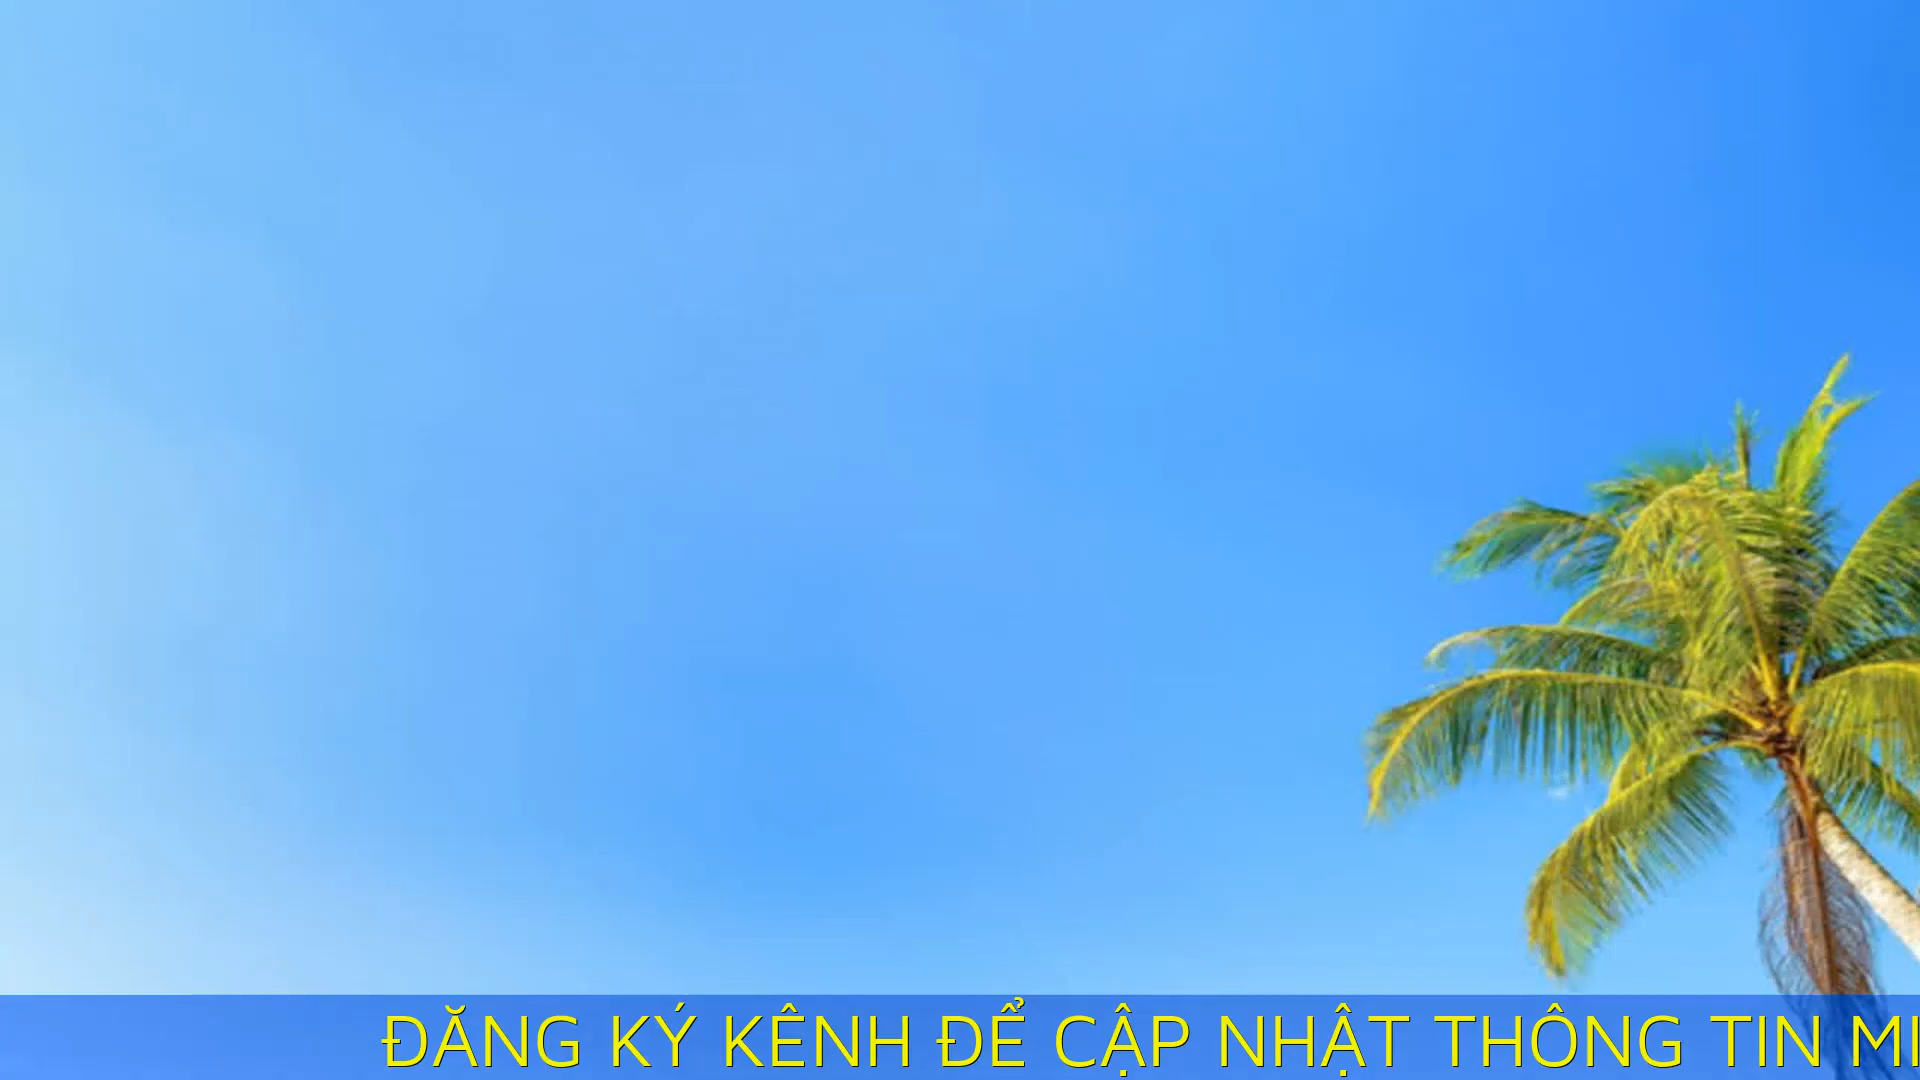 ĐĂNG KÝ KÊNH ĐỂ CẬP NHẬT THÔNG TIN